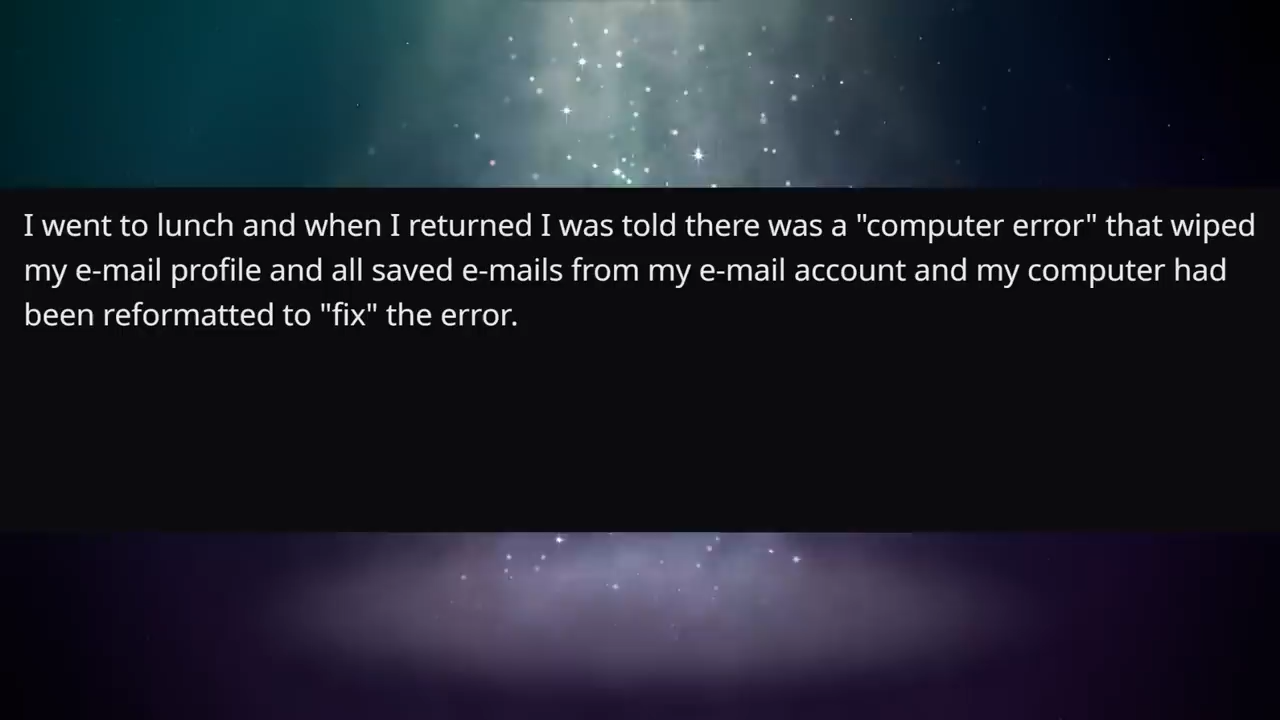 I went to lunch and when I returned I was told there was a "computer error" that wiped
my e-mail profile and all saved e-mails from my e-mail account and my computer had
been reformatted to "fix" the error.